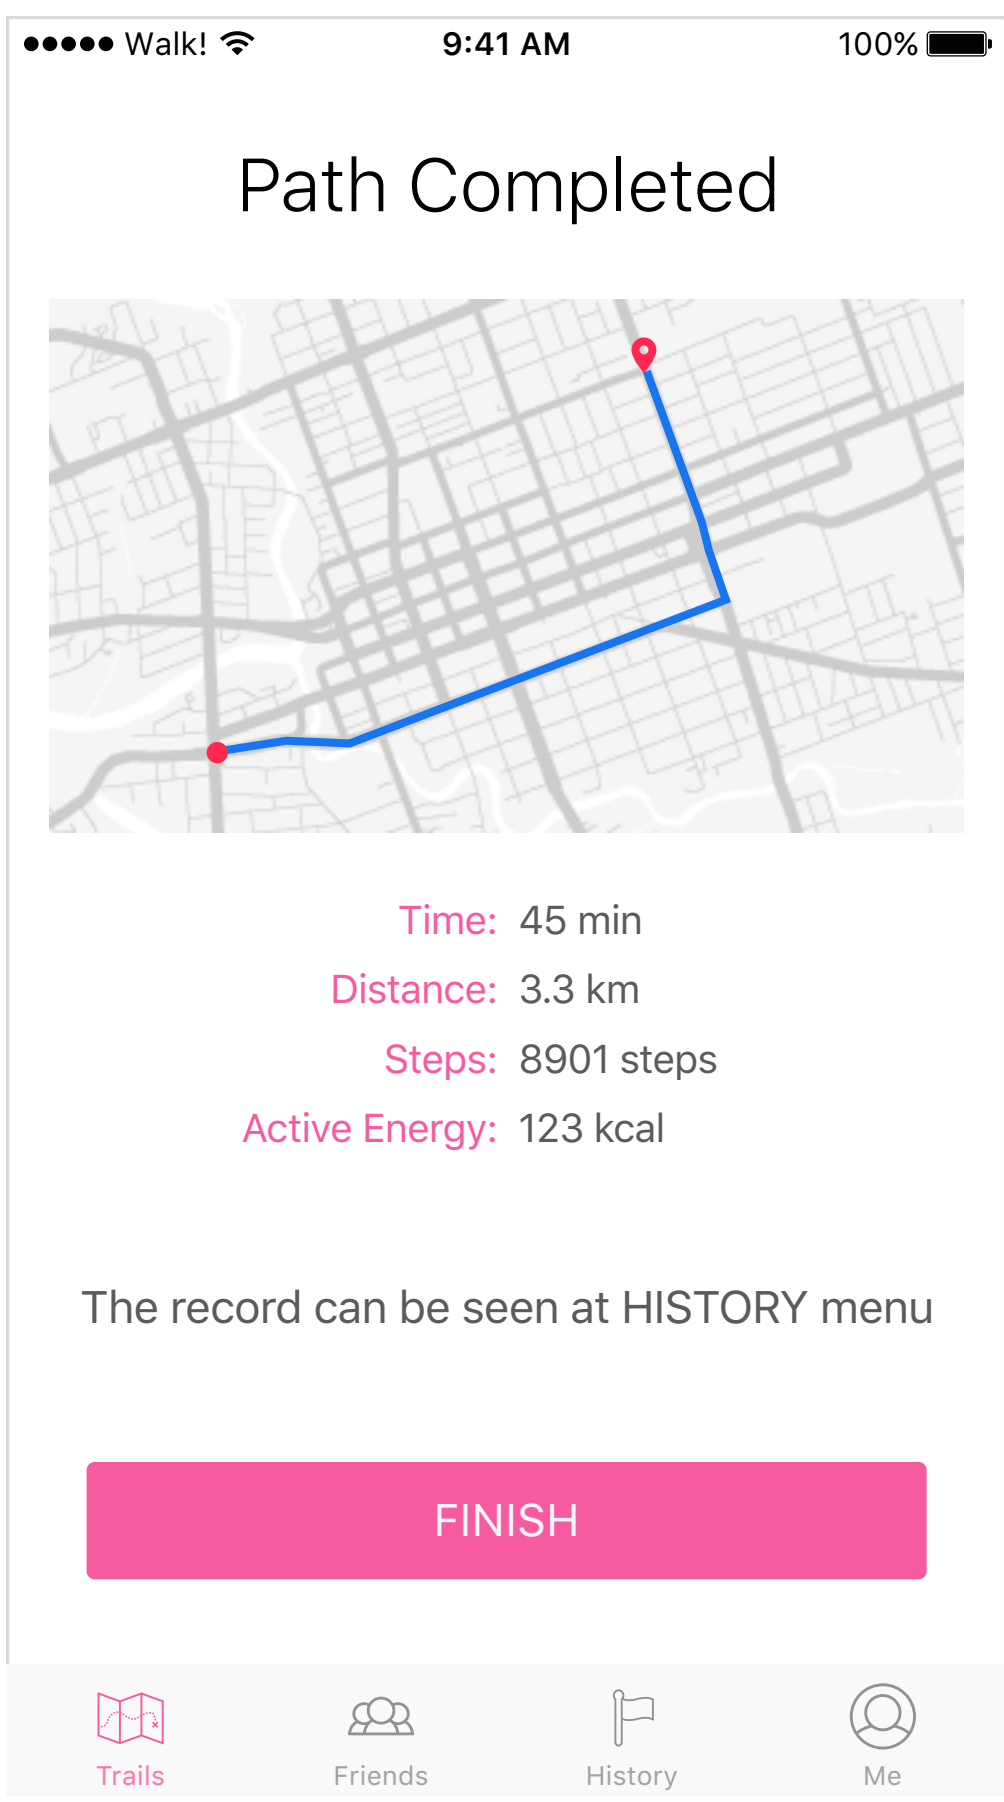 Walk! 9:41 AM 100%
Path Completed
Time: 45 min
Distance: 3.3 km
Steps: 8901 steps
Active Energy: 123 kcal
The record can be seen at HISTORY menu
FINISH
Trails Friends History Me